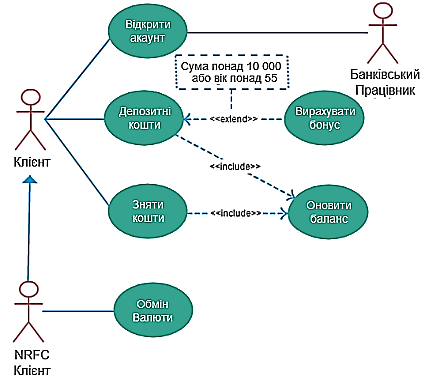 Відкрити
акаунт
Банківський
Працівник
Сума понад 10 000
або вік понад 55
Клієнт
Депозитні
кошти
<<extend>>
Вирахувати
бонус
<<include>>
Зняти
кошти
<<include>>
Оновити
баланс
NRFC
Клієнт
Обмін
Валюти